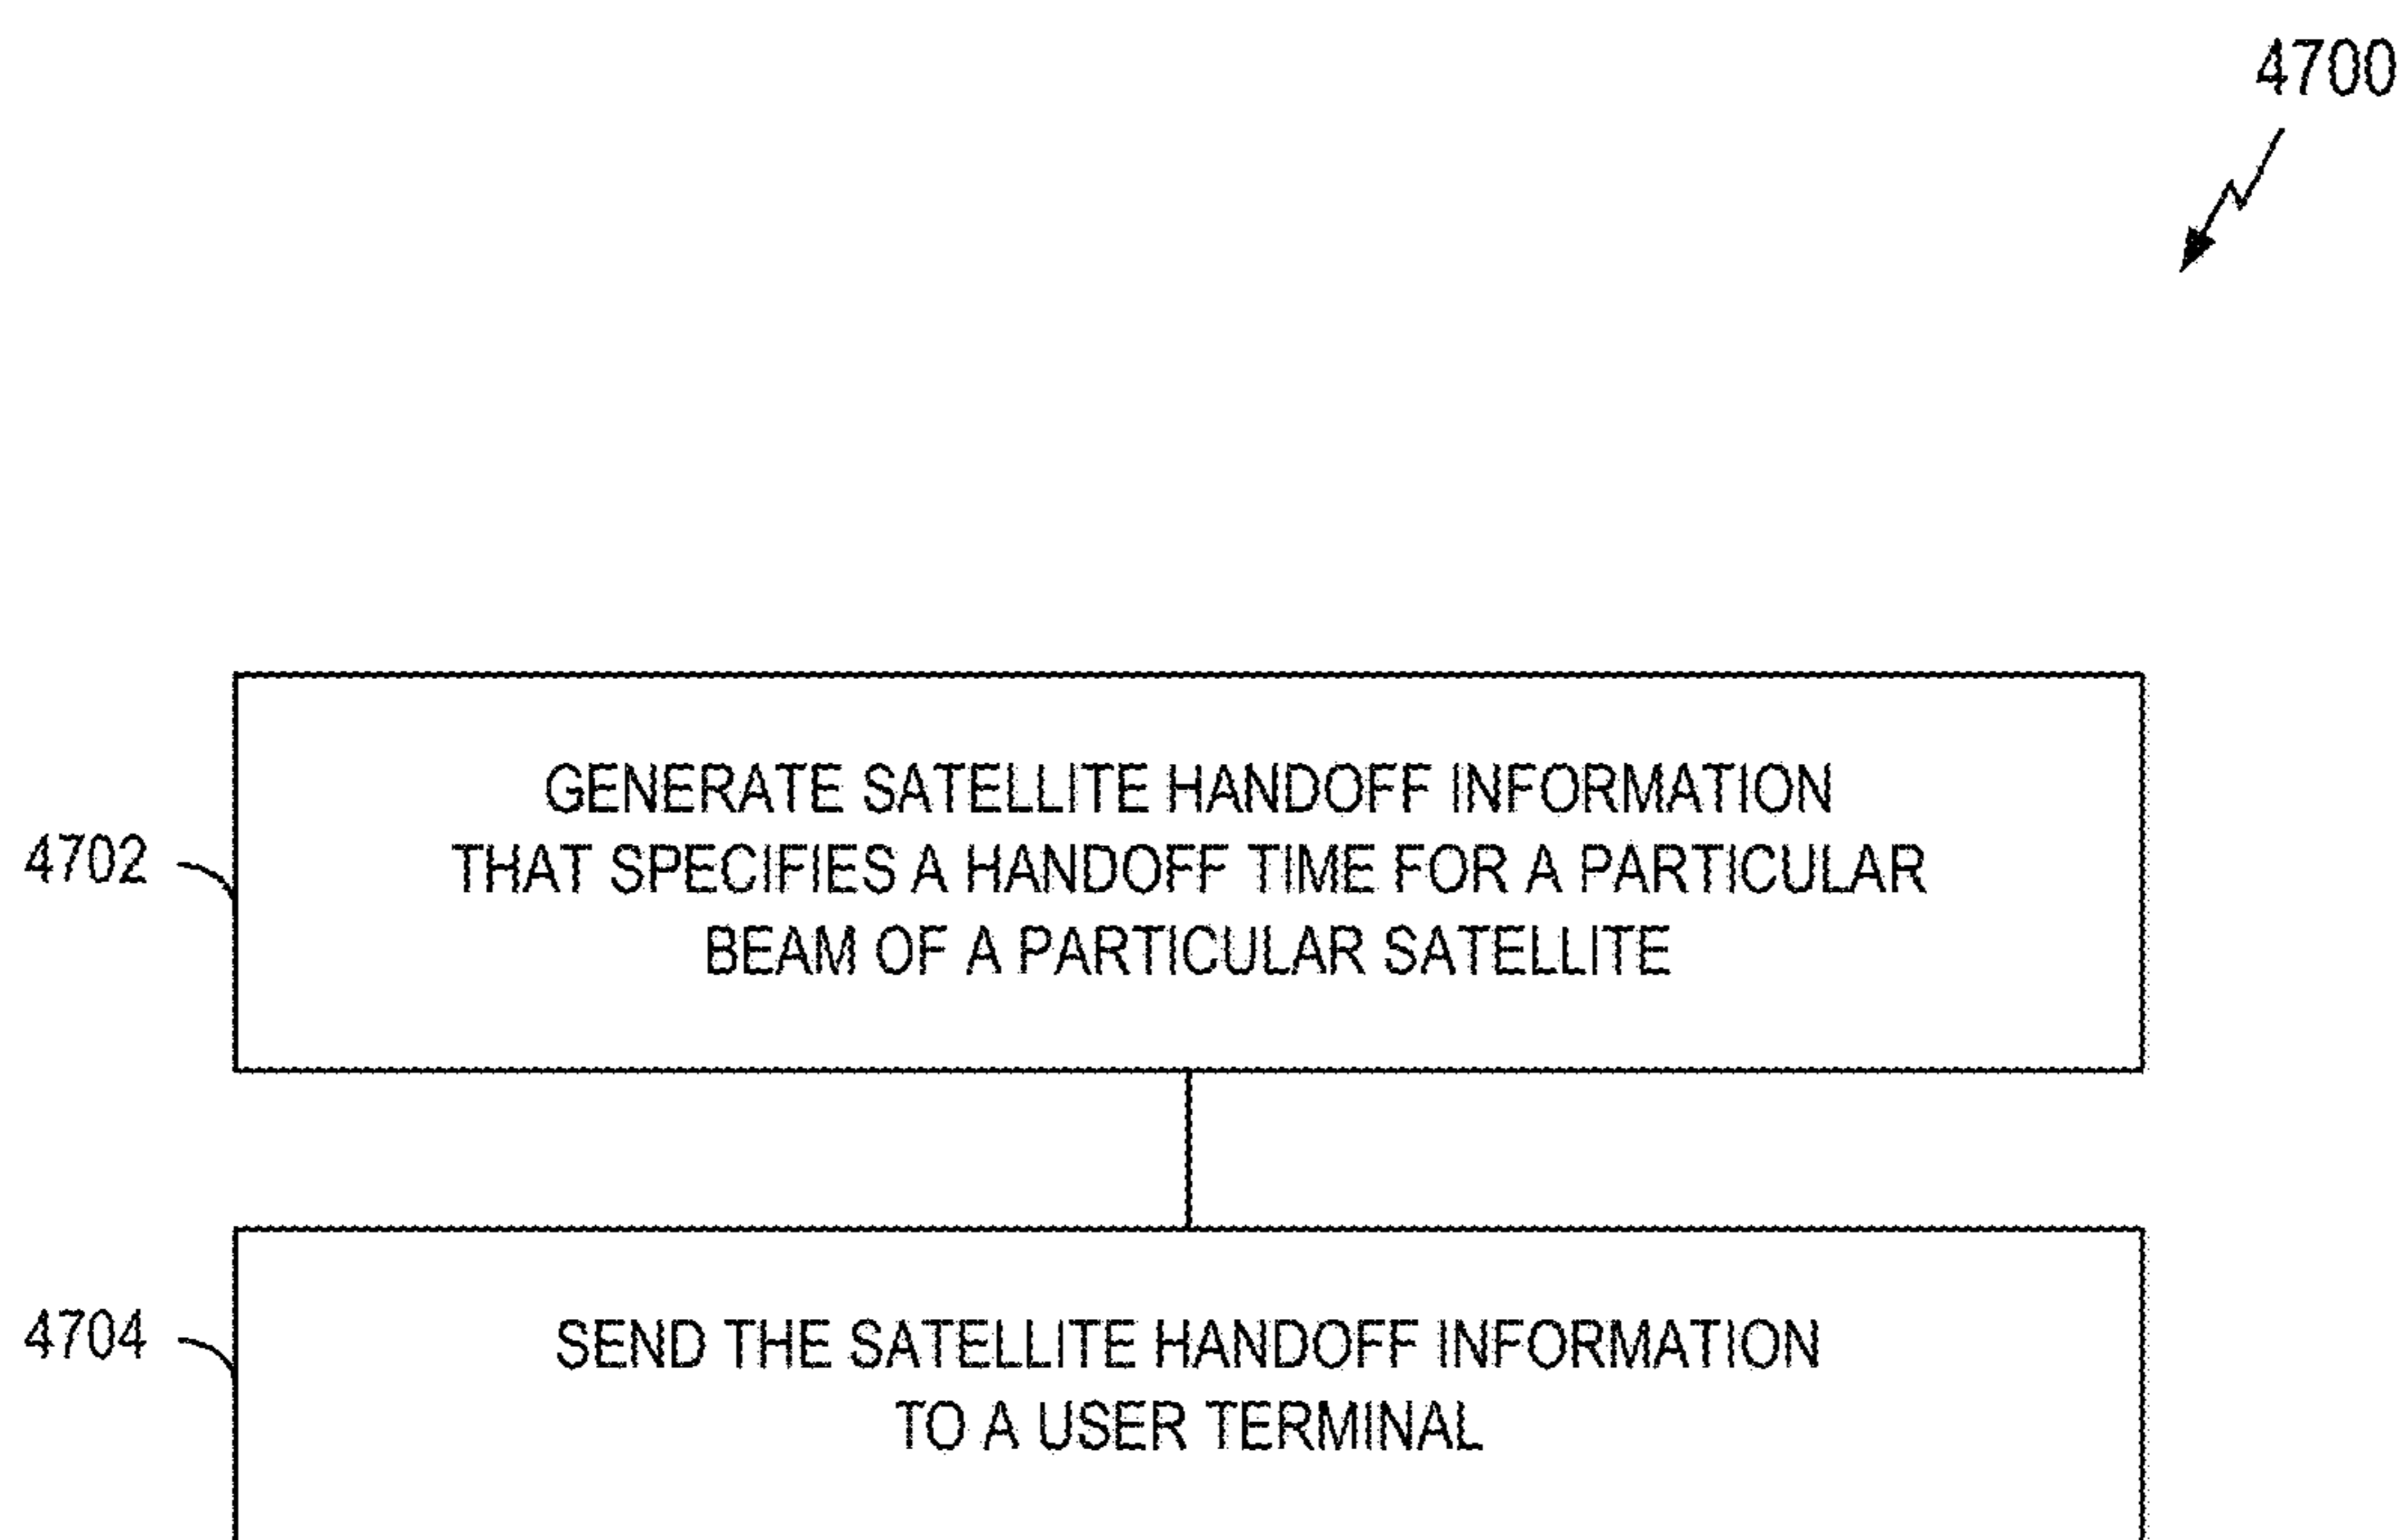 4700
GENERATE SATELLITE HANDOFF INFORMATION
THAT SPECIFIES A HANDOFF TIME FOR A PARTICULAR
BEAM OF A PARTICULAR SATELLITE
4702
SEND THE SATELLITE HANDOFF INFORMATION
TO A USER TERMINAL
4704